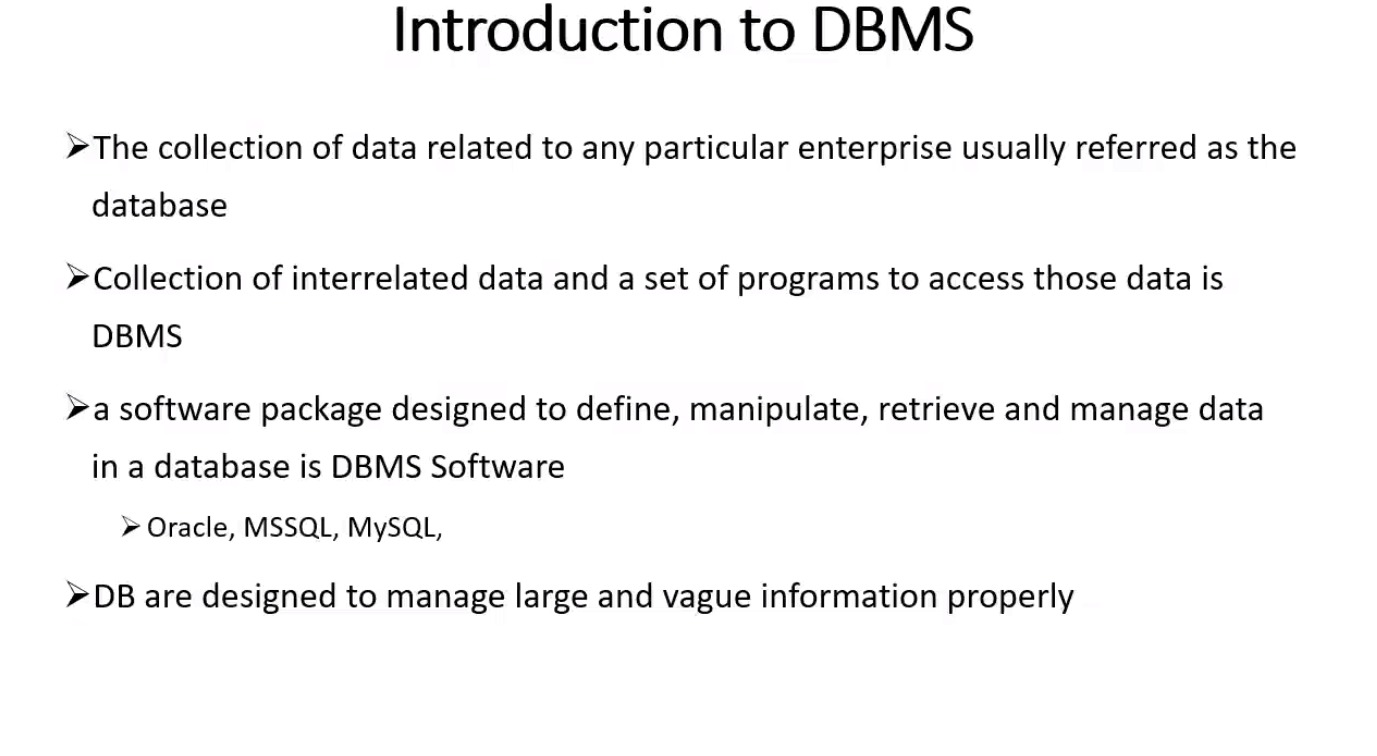 Introduction to DBMS
➢The collection of data related to any particular enterprise usually referred as the
database
➢Collection of interrelated data and a set of programs to access those data is
DBMS
➢a software package designed to define, manipulate, retrieve and manage data
in a database is DBMS Software
➢Oracle, MSSQL, MySQL,
➢DB are designed to manage large and vague information properly